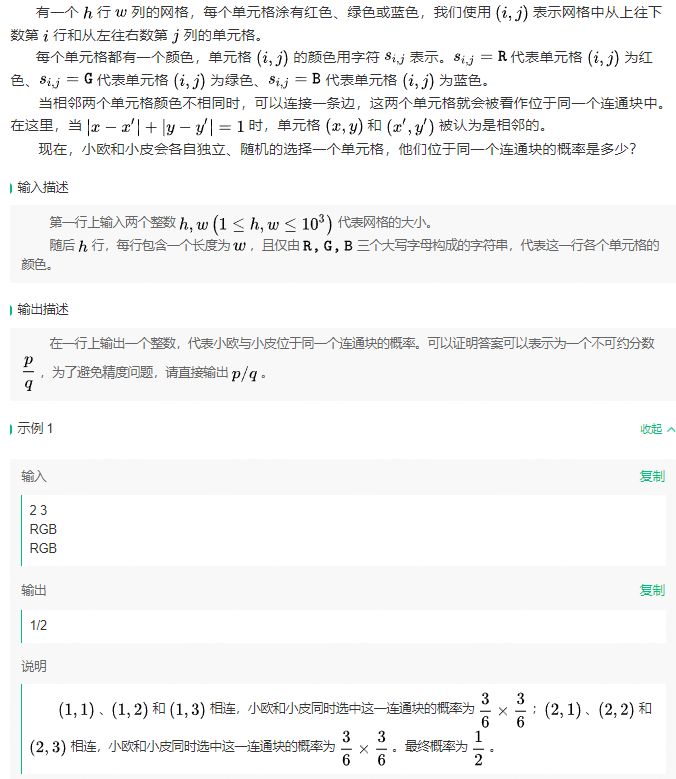 有一个 h 行 w 列的网格，每个单元格涂有红色、绿色或蓝色，我们使用 (i, j) 表示网格中从上往下
数第 i 行和从左往右数第 j 列的单元格。
每个单元格都有一个颜色，单元格 (i, j) 的颜色用字符 s_{i,j} 表示。s_{i,j} = R 代表单元格 (i, j) 为红
色、s_{i,j} = G 代表单元格 (i, j) 为绿色、s_{i,j} = B 代表单元格 (i, j) 为蓝色。
当相邻两个单元格颜色不相同时，可以连接一条边，这两个单元格就会被看作位于同一个连通块中。
在这里，当 |x − x′| + |y − y′| = 1 时，单元格 (x, y) 和 (x′, y′) 被认为是相邻的。
现在，小欧和小皮会各自独立、随机的选择一个单元格，他们位于同一个连通块的概率是多少？
输入描述
第一行上输入两个整数 h, w (1 ≤ h, w ≤ 10³) 代表网格的大小。
随后 h 行，每行包含一个长度为 w ，且仅由 R, G, B 三个大写字母构成的字符串，代表这一行各个单元格的
颜色。
输出描述
在一行上输出一个整数，代表小欧与小皮位于同一个连通块的概率。可以证明答案可以表示为一个不可约分数
p/q ，为了避免精度问题，请直接输出 p/q 。
示例 1
收起
输入
复制
2 3
RGB
RGB
输出
复制
1/2
说明
(1, 1) 、(1, 2) 和 (1, 3) 相连，小欧和小皮同时选中这一连通块的概率为 3/6 × 3/6 ；(2, 1) 、(2, 2) 和
(2, 3) 相连，小欧和小皮同时选中这一连通块的概率为 3/6 × 3/6 。最终概率为 1/2 。